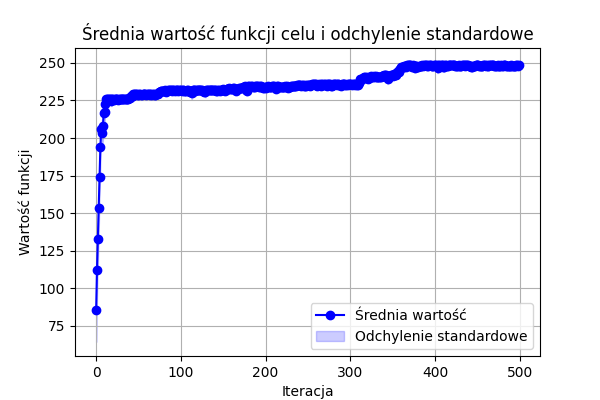 Średnia wartość funkcji celu i odchylenie standardowe
250
225
200
175
150
125
100
75
Wartość funkcji
0 100 200 300 400 500
Iteracja
Średnia wartość
Odchylenie standardowe